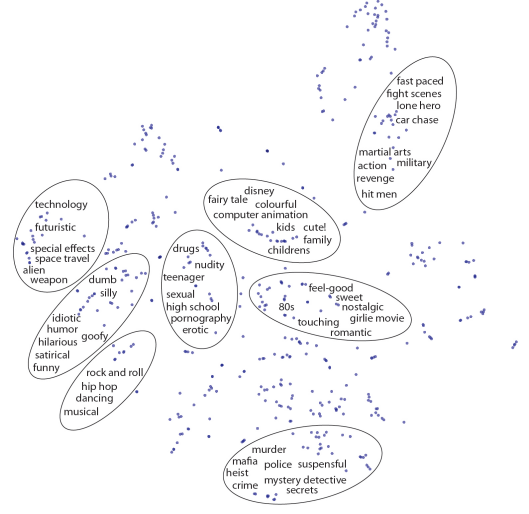 fast paced
fight scenes
lone hero
car chase
martial arts
military
action
revenge
hit men
disney
fairy tale
colourful
computer animation
kids cute!
family
childrens
technology
futuristic
special effects
space travel
alien
weapon
drugs
nudity
teenager
sexual
high school
pornography
erotic
dumb
silly
idiotic
humor
goofy
hilarious
satirical
funny
feel-good
sweet
80s
nostalgic
girlie movie
touching
romantic
rock and roll
hip hop
dancing
musical
murder
mafia
police suspensful
heist
mystery detective
crime
secrets